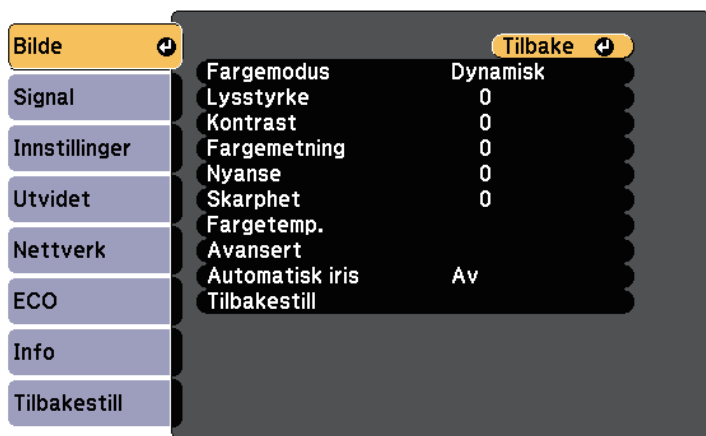 Bilde
Signal
Innstillinger
Utvidet
Nettverk
ECO
Info
Tilbakestill
Tilbake
Fargemodus Dynamisk
Lysstyrke 0
Kontrast 0
Fargemetning 0
Nyanse 0
Skarphet 0
Fargetemp.
Avansert
Automatisk iris Av
Tilbakestill